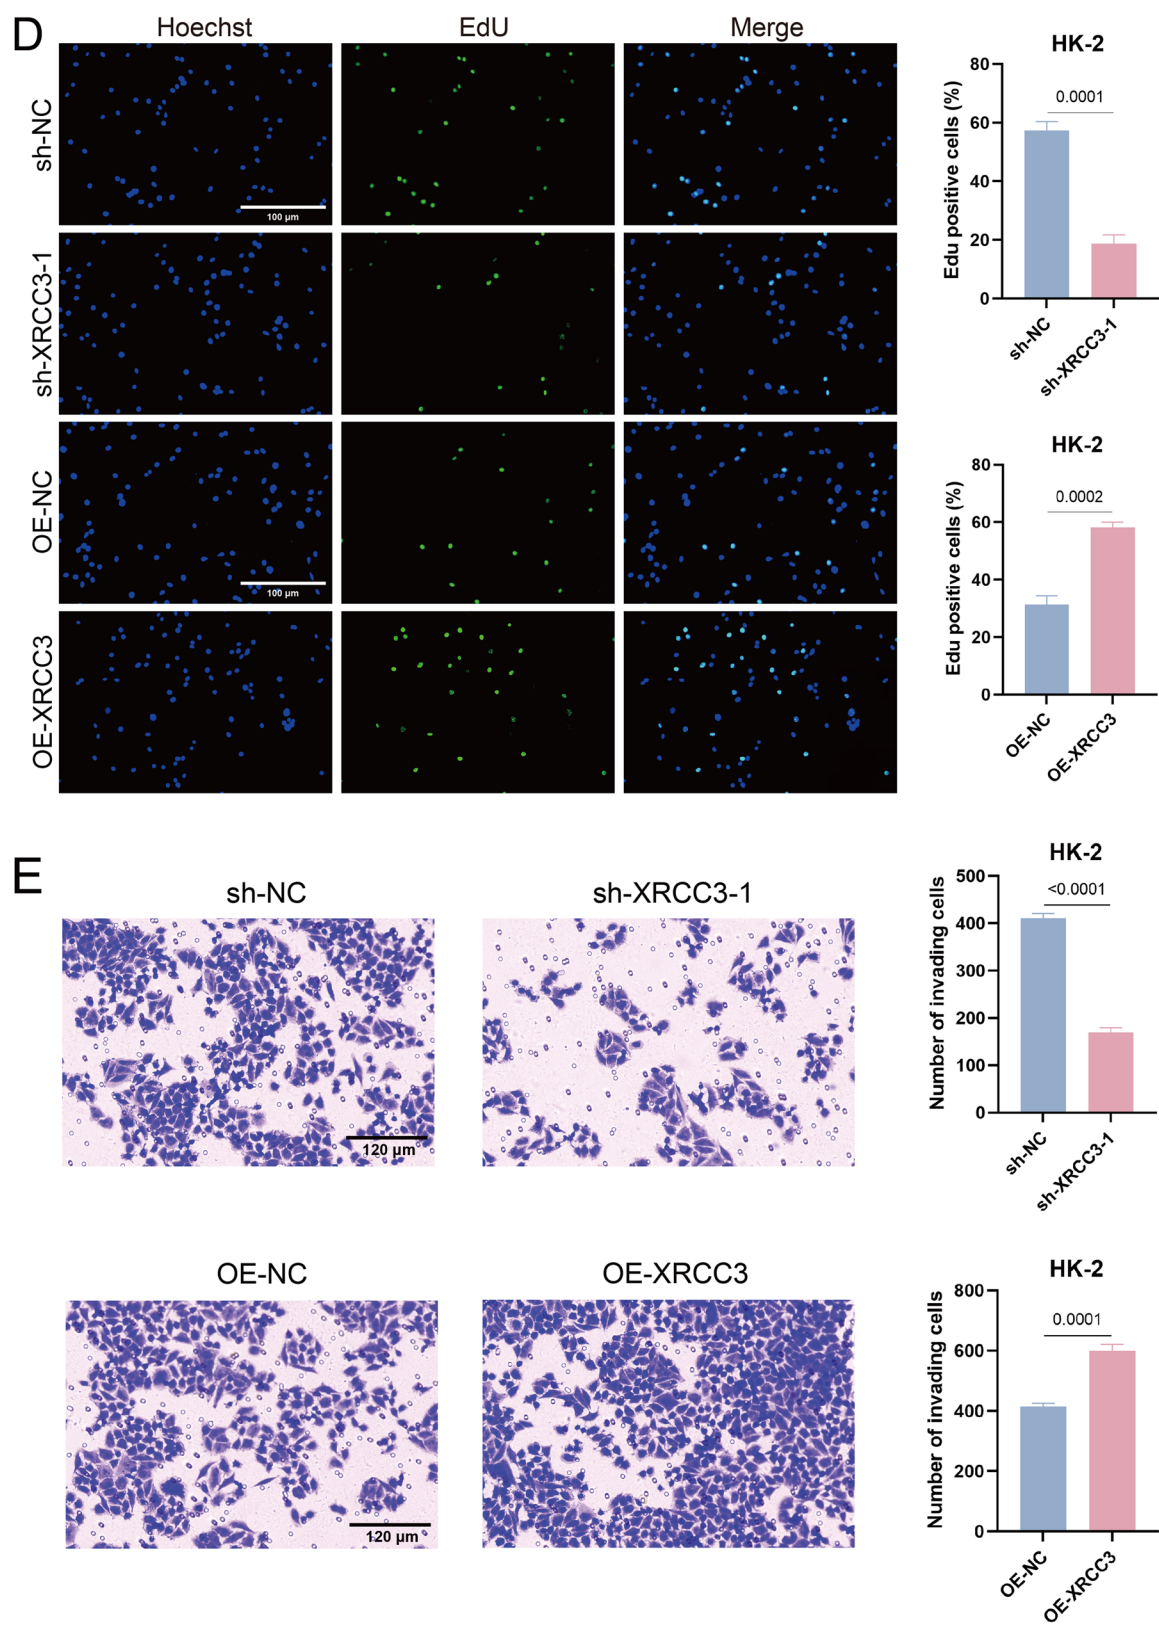 D
Hoechst
EdU
Merge
sh-NC
100 µm
sh-XRCC3-1
OE-NC
100 µm
OE-XRCC3
HK-2
Edu positive cells (%)
80
60
40
20
0
0.0001
sh-NC
sh-XRCC3-1
HK-2
Edu positive cells (%)
80
60
40
20
0
0.0002
OE-NC
OE-XRCC3
E
sh-NC
sh-XRCC3-1
120 µm
HK-2
Number of invading cells
500
400
300
200
100
0
<0.0001
sh-NC
sh-XRCC3-1
OE-NC
OE-XRCC3
120 µm
HK-2
Number of invading cells
800
600
400
200
0
0.0001
OE-NC
OE-XRCC3